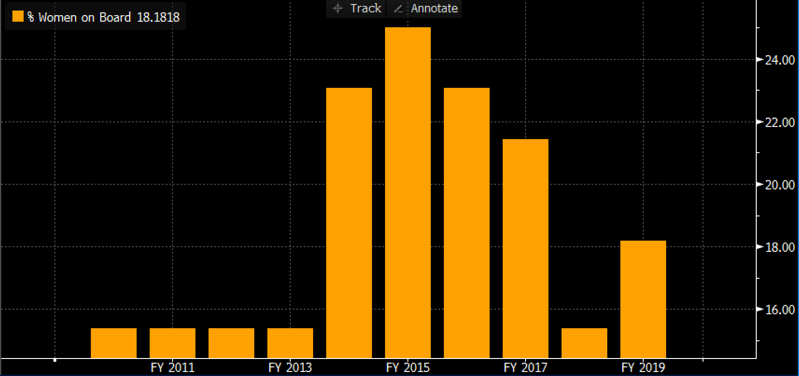 % Women on Board 18.1818
Track
Annotate
24.00
22.00
20.00
18.00
16.00
FY 2011 FY 2013 FY 2015 FY 2017 FY 2019